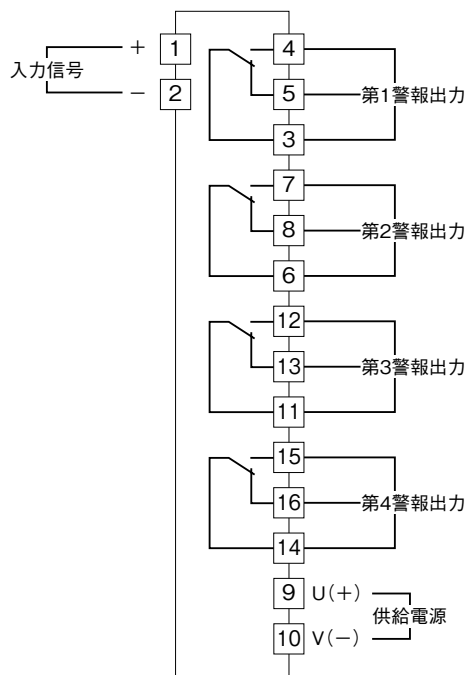 入力信号
+ 1
− 2
4
5 第1警報出力
3
7
8 第2警報出力
6
12
13 第3警報出力
11
15
16 第4警報出力
14
9 U(+)
供給電源
10 V(−)